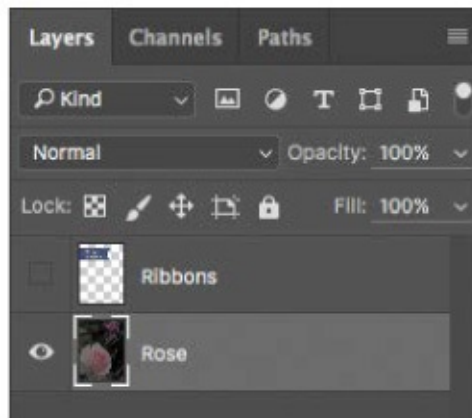 Layers Channels Paths
Kind T
Normal Opacity: 100%
Lock: Fill: 100%
Ribbons
Rose